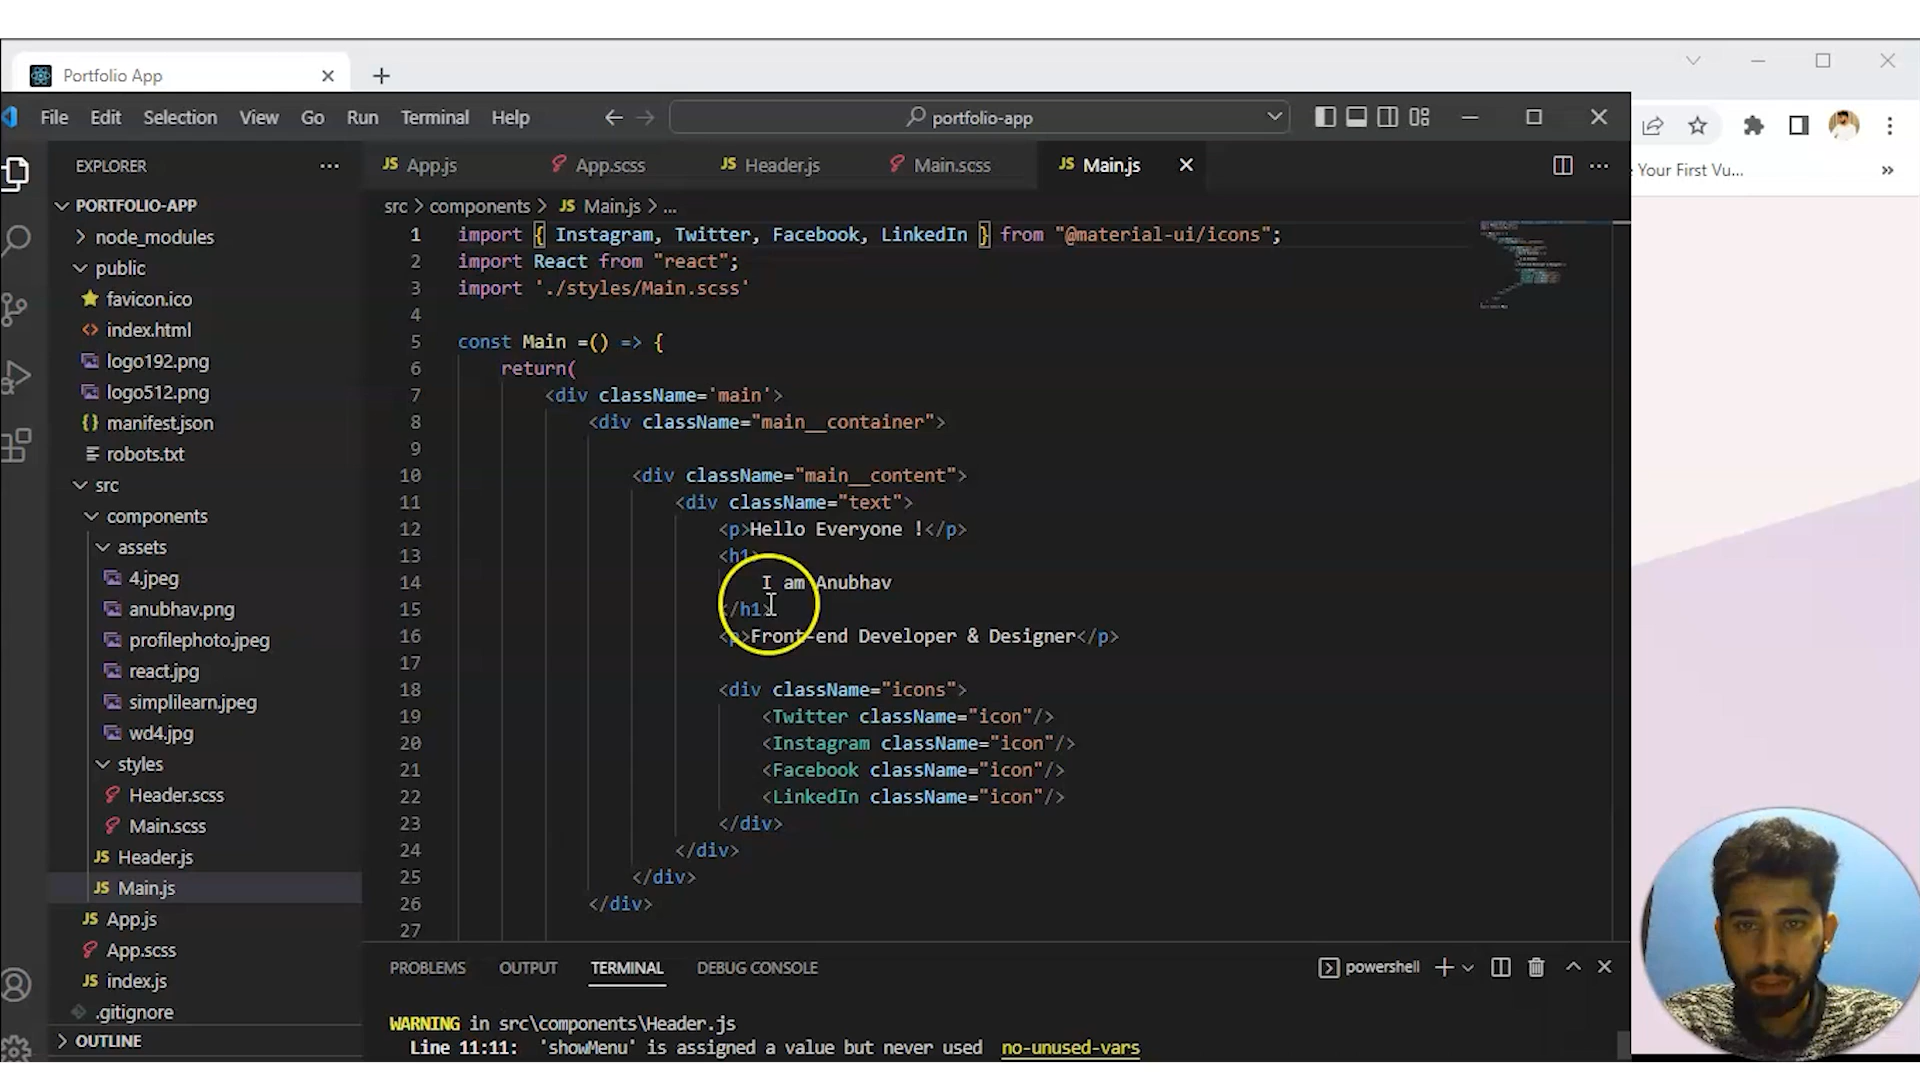 Portfolio App
File Edit Selection View Go Run Terminal Help
portfolio-app
Your First Vu...
EXPLORER
PORTFOLIO-APP
node_modules
public
favicon.ico
index.html
logo192.png
logo512.png
manifest.json
robots.txt
src
components
assets
4.jpeg
anubhav.png
profilephoto.jpeg
react.jpg
simplilearn.jpeg
wd4.jpg
styles
Header.scss
Main.scss
JS Header.js
JS Main.js
JS App.js
App.scss
JS index.js
.gitignore
OUTLINE
JS App.js App.scss JS Header.js Main.scss JS Main.js
src > components > JS Main.js > ...
1 import { Instagram, Twitter, Facebook, LinkedIn } from "@material-ui/icons";
2 import React from "react";
3 import './styles/Main.scss'
4
5 const Main =() => {
6 return(
7 <div className='main'>
8 <div className="main__container">
9
10 <div className="main__content">
11 <div className="text">
12 <p>Hello Everyone !</p>
13 <h1>
14 I am Anubhav
15 </h1>
16 <p>Front-end Developer & Designer</p>
17
18 <div className="icons">
19 <Twitter className="icon"/>
20 <Instagram className="icon"/>
21 <Facebook className="icon"/>
22 <LinkedIn className="icon"/>
23 </div>
24 </div>
25 </div>
26 </div>
27
PROBLEMS OUTPUT TERMINAL DEBUG CONSOLE powershell
WARNING in src\components\Header.js
Line 11:11: 'showMenu' is assigned a value but never used no-unused-vars